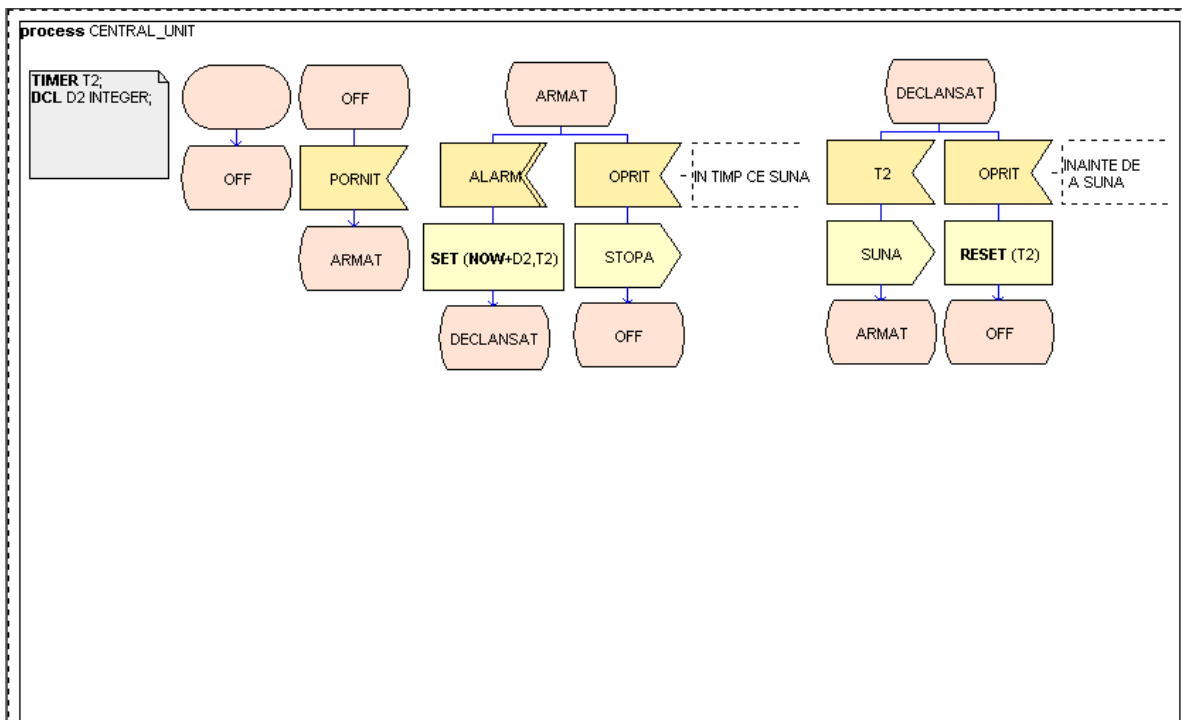 process CENTRAL_UNIT
TIMER T2;
DCL D2 INTEGER;
OFF
OFF
PORNIT
ARMAT
ARMAT
ALARM
SET (NOW+D2,T2)
DECLANSAT
OPRIT
IN TIMP CE SUNA
STOPA
OFF
DECLANSAT
T2
SUNA
ARMAT
OPRIT
INAINTE DE
A SUNA
RESET (T2)
OFF